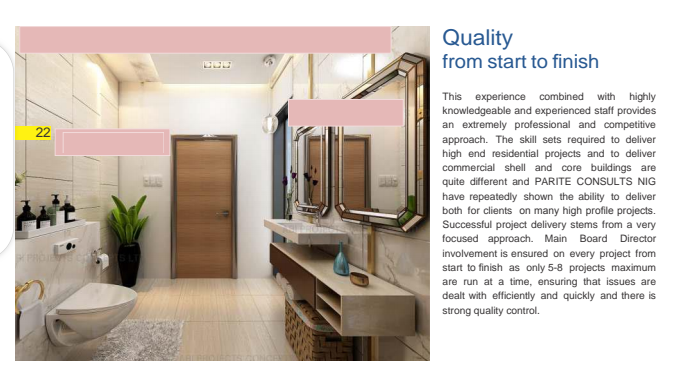 Quality
from start to finish
22
This experience combined with highly
knowledgeable and experienced staff provides
an extremely professional and competitive
approach. The skill sets required to deliver
high end residential projects and to deliver
commercial shell and core buildings are
quite different and PARITE CONSULTS NIG
have repeatedly shown the ability to deliver
both for clients on many high profile projects.
Successful project delivery stems from a very
focused approach. Main Board Director
involvement is ensured on every project from
start to finish as only 5-8 projects maximum
are run at a time, ensuring that issues are
dealt with efficiently and quickly and there is
strong quality control.